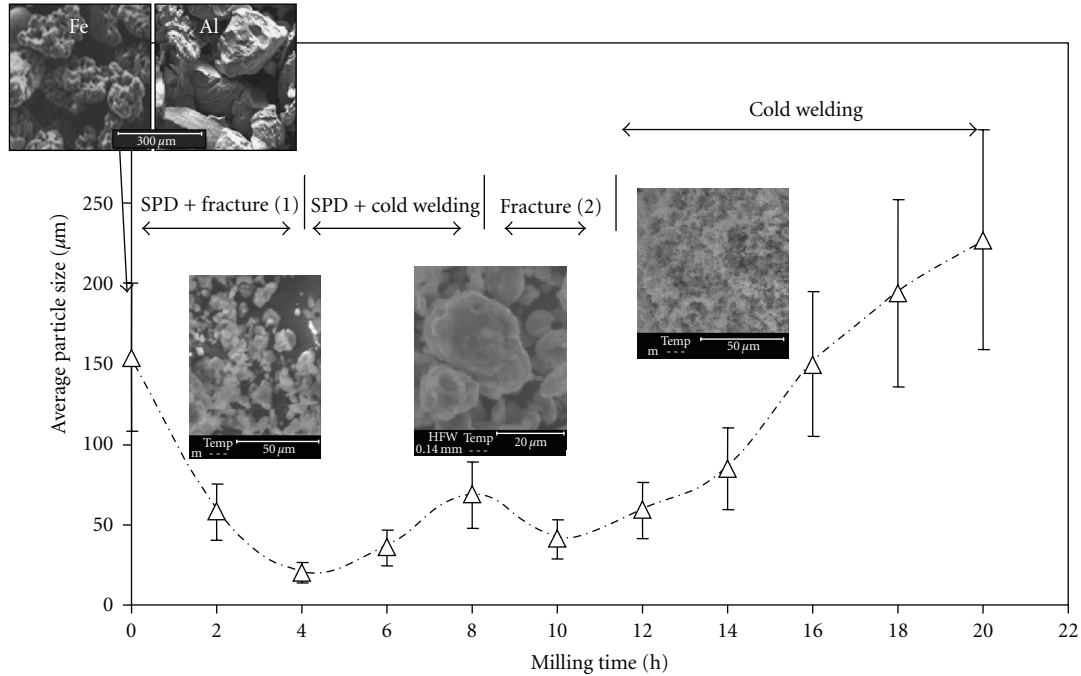 Fe
Al
300 μm
Cold welding
SPD + fracture (1)
SPD + cold welding
Fracture (2)
Average particle size (μm)
250
200
150
100
50
0
Temp
m
---
50 μm
HFW
Temp
0.14 mm
---
20 μm
Temp
m
---
50 μm
0
2
4
6
8
10
12
14
16
18
20
22
Milling time (h)